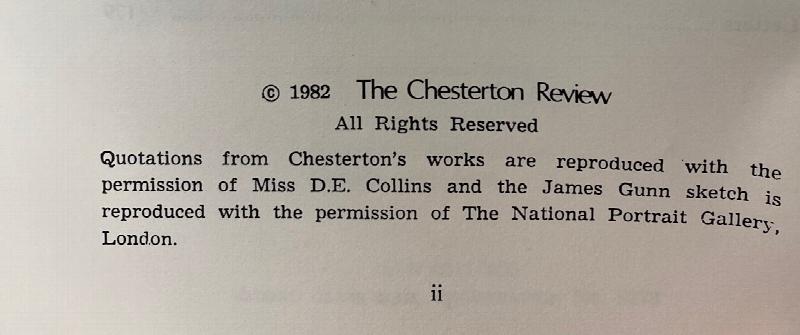 © 1982 The Chesterton Review
All Rights Reserved
Quotations from Chesterton's works are reproduced with the
permission of Miss D.E. Collins and the James Gunn sketch is
reproduced with the permission of The National Portrait Gallery,
London.
ii